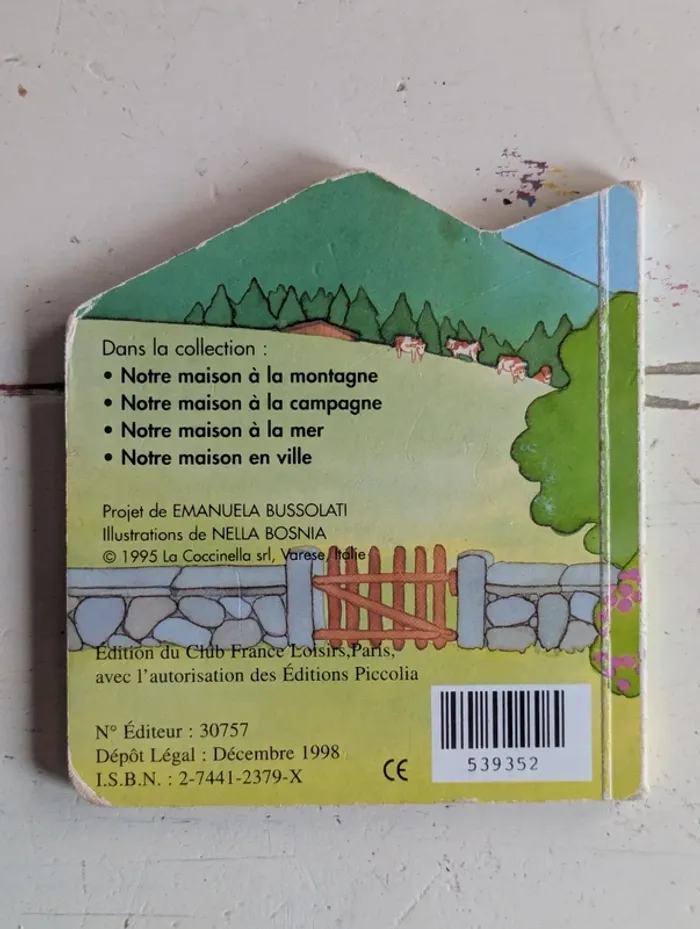 Dans la collection :
• Notre maison à la montagne
• Notre maison à la campagne
• Notre maison à la mer
• Notre maison en ville
Projet de EMANUELA BUSSOLATI
Illustrations de NELLA BOSNIA
© 1995 La Coccinella srl, Varese, Italie
Edition du Club France Loisirs,Paris,
avec l'autorisation des Éditions Piccolia
N° Éditeur : 30757
Dépôt Légal : Décembre 1998
I.S.B.N. : 2-7441-2379-X
CE
539352